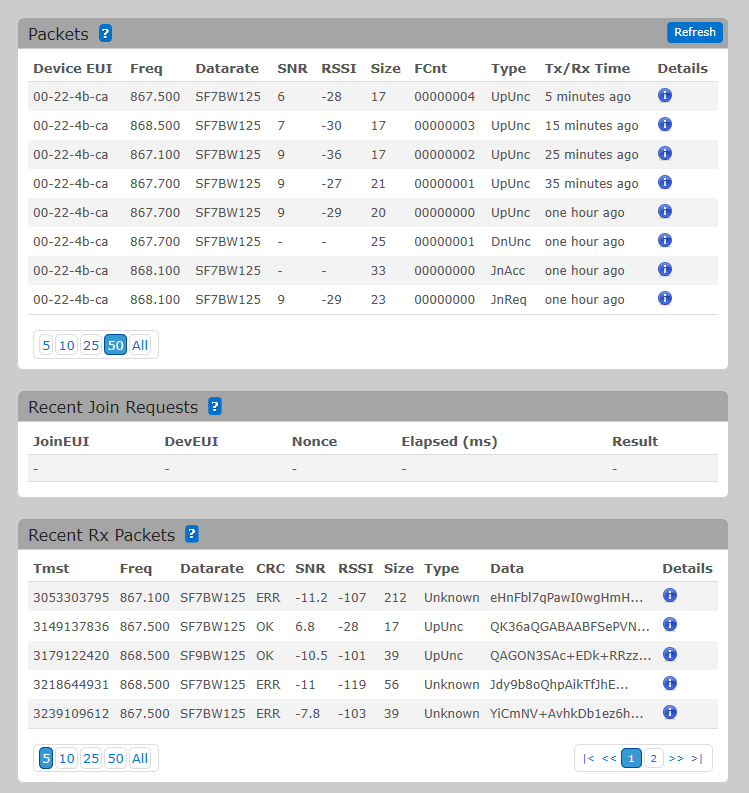 Packets ? Refresh
Device EUI Freq Datarate SNR RSSI Size FCnt Type Tx/Rx Time Details
00-22-4b-ca 867.500 SF7BW125 6 -28 17 00000004 UpUnc 5 minutes ago i
00-22-4b-ca 868.500 SF7BW125 7 -30 17 00000003 UpUnc 15 minutes ago i
00-22-4b-ca 867.100 SF7BW125 9 -36 17 00000002 UpUnc 25 minutes ago i
00-22-4b-ca 867.700 SF7BW125 9 -27 21 00000001 UpUnc 35 minutes ago i
00-22-4b-ca 867.700 SF7BW125 9 -29 20 00000000 UpUnc one hour ago i
00-22-4b-ca 867.700 SF7BW125 - - 25 00000001 DnUnc one hour ago i
00-22-4b-ca 868.100 SF7BW125 - - 33 00000000 JnAcc one hour ago i
00-22-4b-ca 868.100 SF7BW125 9 -29 23 00000000 JnReq one hour ago i
5 10 25 50 All
Recent Join Requests ?
JoinEUI DevEUI Nonce Elapsed (ms) Result
- - - - -
Recent Rx Packets ?
Tmst Freq Datarate CRC SNR RSSI Size Type Data Details
3053303795 867.100 SF7BW125 ERR -11.2 -107 212 Unknown eHnFbl7qPawI0wgHmH... i
3149137836 867.500 SF7BW125 OK 6.8 -28 17 UpUnc QK36aQGABAABFSePVN... i
3179122420 868.500 SF9BW125 OK -10.5 -101 39 UpUnc QAGON3SAc+EDk+RRzz... i
3218644931 868.500 SF7BW125 ERR -11 -119 56 Unknown Jdy9b8oQhpAikTfJhE... i
3239109612 867.500 SF7BW125 ERR -7.8 -103 39 Unknown YiCmNV+AvhkDb1ez6h... i
5 10 25 50 All |< << 1 2 >> >|